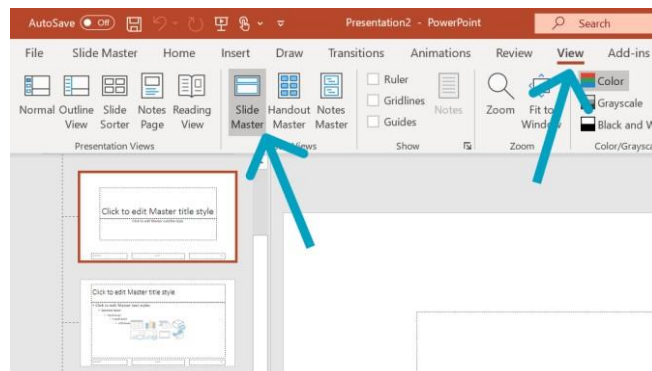 AutoSave Off Presentation2 - PowerPoint Search
File Slide Master Home Insert Draw Transitions Animations Review View Add-ins
Normal Outline View Slide Sorter Notes Page Reading View Slide Master Handout Master Notes Master Ruler Gridlines Guides Notes Zoom Fit to Window Color Grayscale Black and W
Presentation Views Views Show Zoom Color/Graysca
Click to edit Master title style
Click to edit Master title style